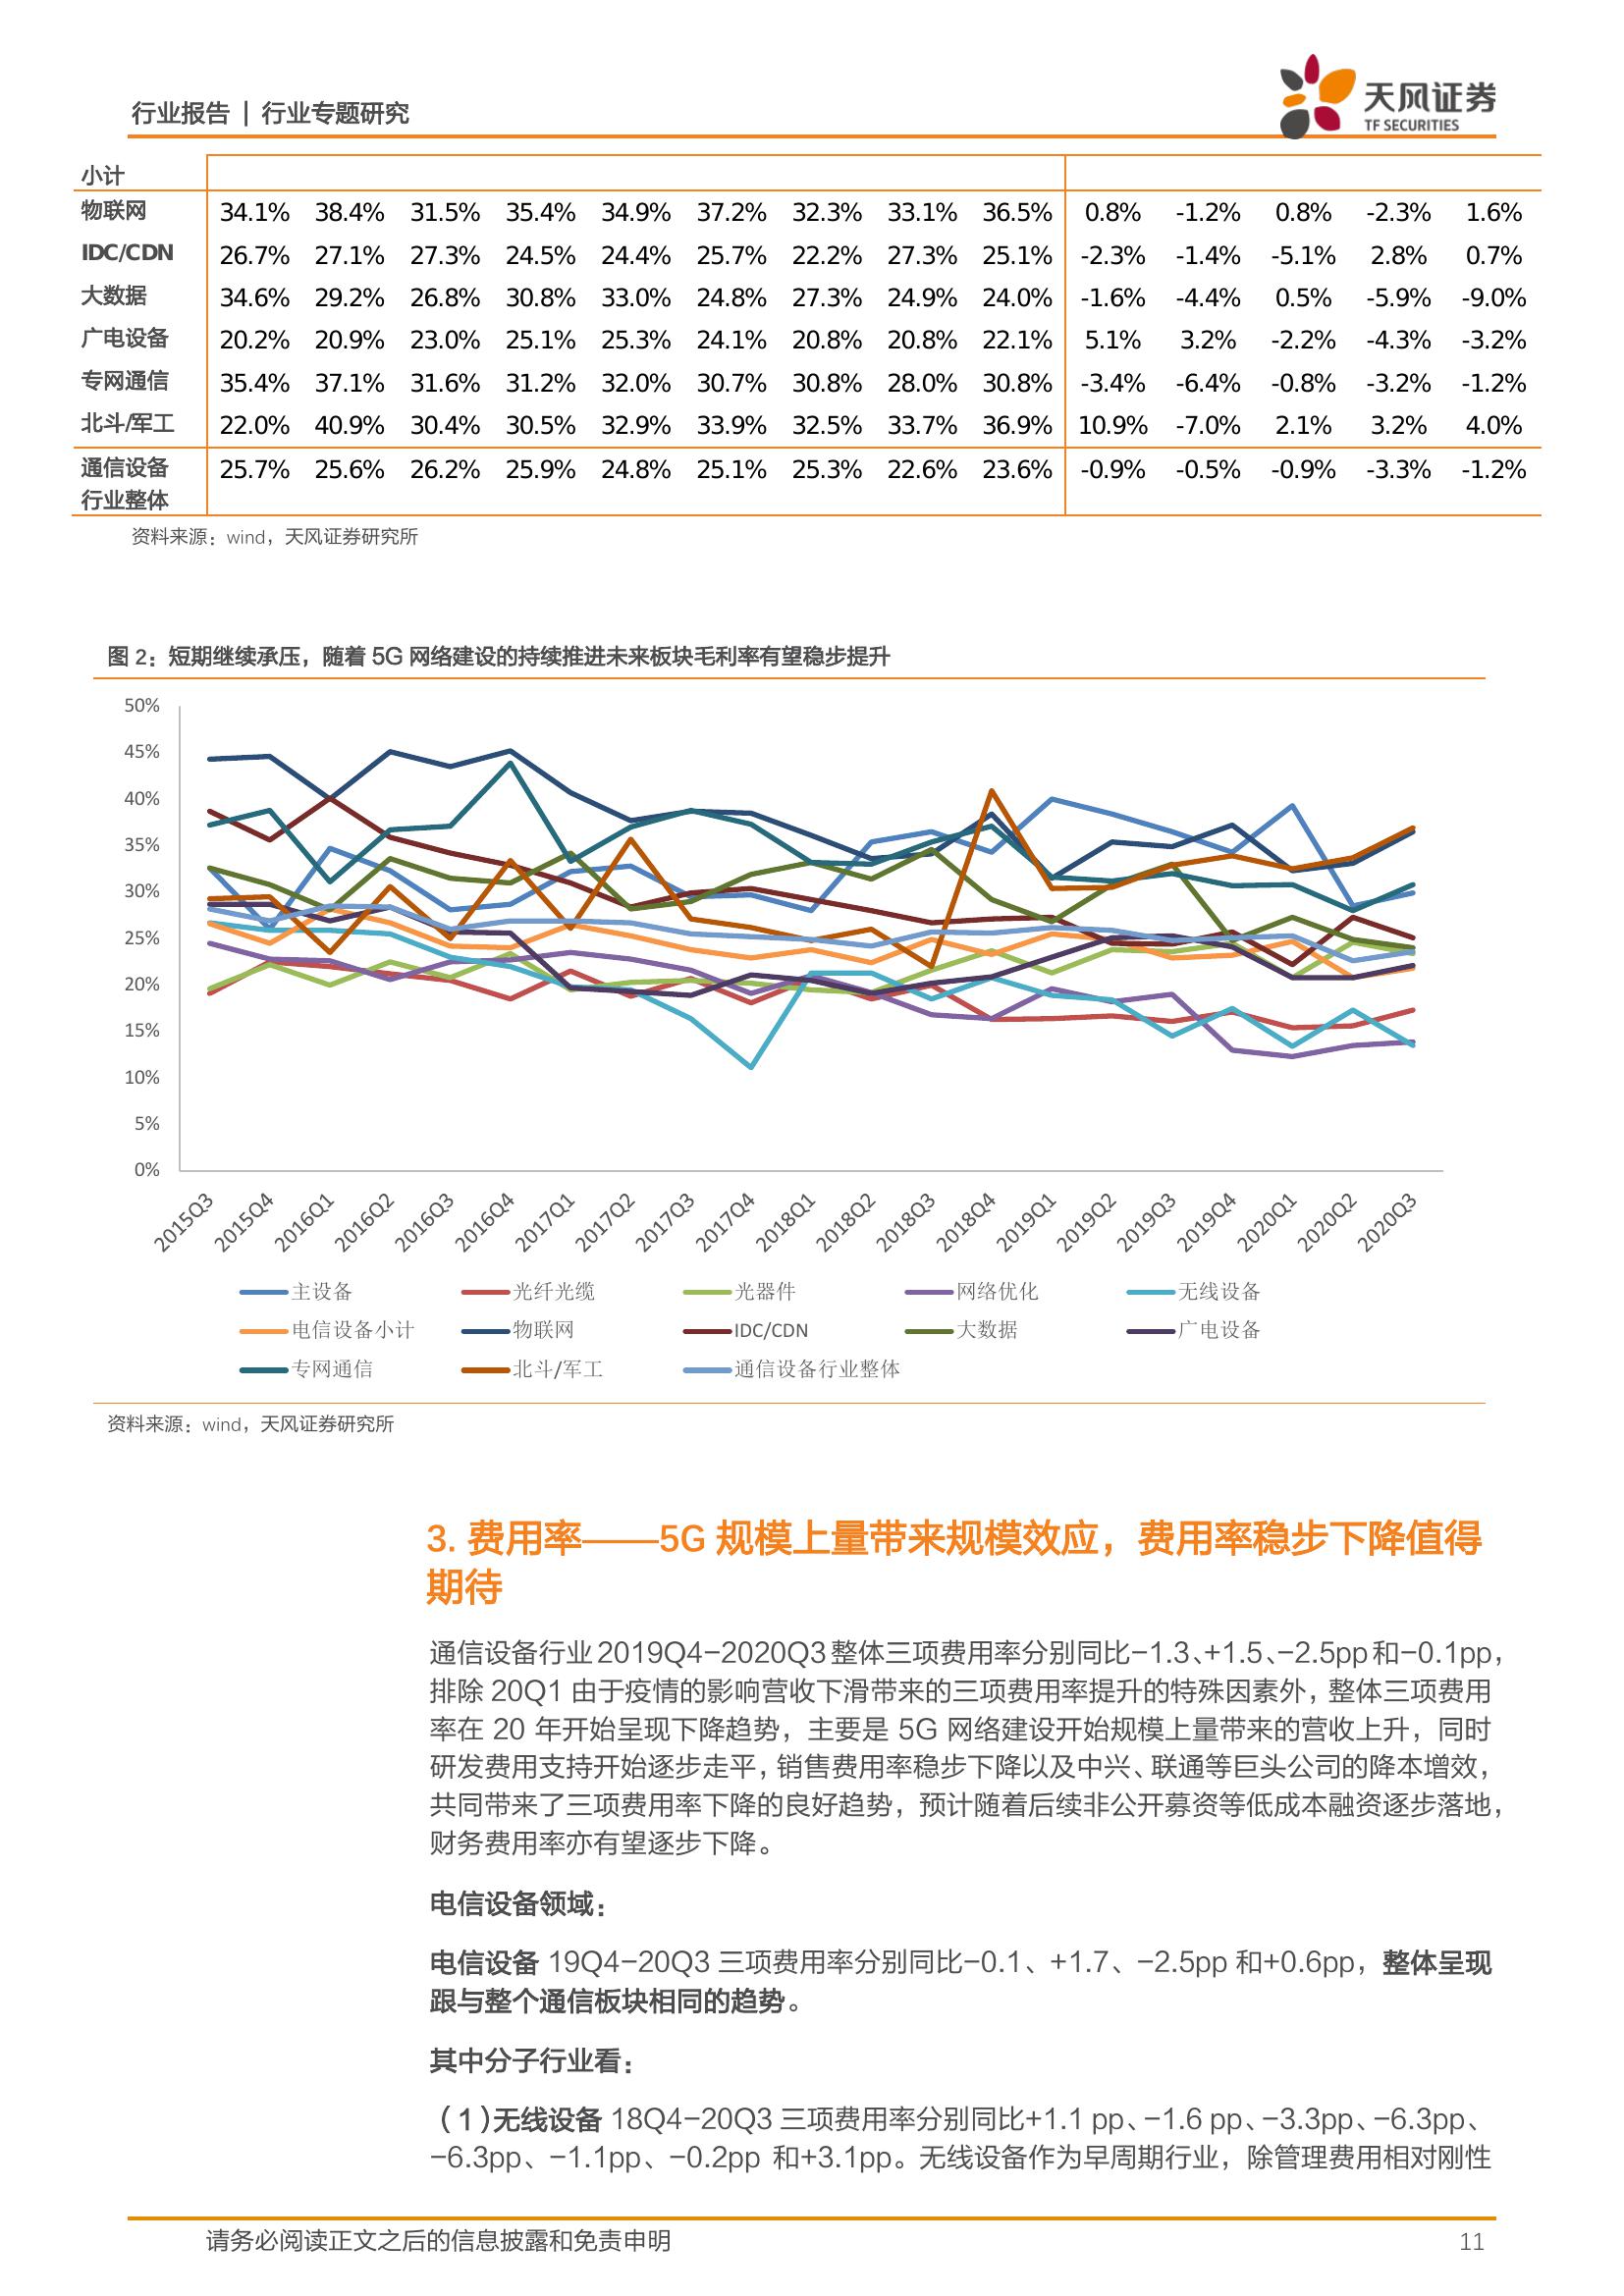 行业报告 | 行业专题研究
天风证券
TF SECURITIES
小计
物联网 34.1% 38.4% 31.5% 35.4% 34.9% 37.2% 32.3% 33.1% 36.5% 0.8% -1.2% 0.8% -2.3% 1.6%
IDC/CDN 26.7% 27.1% 27.3% 24.5% 24.4% 25.7% 22.2% 27.3% 25.1% -2.3% -1.4% -5.1% 2.8% 0.7%
大数据 34.6% 29.2% 26.8% 30.8% 33.0% 24.8% 27.3% 24.9% 24.0% -1.6% -4.4% 0.5% -5.9% -9.0%
广电设备 20.2% 20.9% 23.0% 25.1% 25.3% 24.1% 20.8% 20.8% 22.1% 5.1% 3.2% -2.2% -4.3% -3.2%
专网通信 35.4% 37.1% 31.6% 31.2% 32.0% 30.7% 30.8% 28.0% 30.8% -3.4% -6.4% -0.8% -3.2% -1.2%
北斗/军工 22.0% 40.9% 30.4% 30.5% 32.9% 33.9% 32.5% 33.7% 36.9% 10.9% -7.0% 2.1% 3.2% 4.0%
通信设备 25.7% 25.6% 26.2% 25.9% 24.8% 25.1% 25.3% 22.6% 23.6% -0.9% -0.5% -0.9% -3.3% -1.2%
行业整体
资料来源：wind，天风证券研究所
图 2：短期继续承压，随着 5G 网络建设的持续推进未来板块毛利率有望稳步提升
50%
45%
40%
35%
30%
25%
20%
15%
10%
5%
0%
2015Q3 2015Q4 2016Q1 2016Q2 2016Q3 2016Q4 2017Q1 2017Q2 2017Q3 2017Q4 2018Q1 2018Q2 2018Q3 2018Q4 2019Q1 2019Q2 2019Q3 2019Q4 2020Q1 2020Q2 2020Q3
主设备 光纤光缆 光器件 网络优化 无线设备
电信设备小计 物联网 IDC/CDN 大数据 广电设备
专网通信 北斗/军工 通信设备行业整体
资料来源：wind，天风证券研究所
3. 费用率——5G 规模上量带来规模效应，费用率稳步下降值得
期待
通信设备行业 2019Q4-2020Q3 整体三项费用率分别同比-1.3、+1.5、-2.5pp 和-0.1pp，
排除 20Q1 由于疫情的影响营收下滑带来的三项费用率提升的特殊因素外，整体三项费用
率在 20 年开始呈现下降趋势，主要是 5G 网络建设开始规模上量带来的营收上升，同时
研发费用支持开始逐步走平，销售费用率稳步下降以及中兴、联通等巨头公司的降本增效，
共同带来了三项费用率下降的良好趋势，预计随着后续非公开募资等低成本融资逐步落地，
财务费用率亦有望逐步下降。
电信设备领域：
电信设备 19Q4-20Q3 三项费用率分别同比-0.1、+1.7、-2.5pp 和+0.6pp，整体呈现
跟与整个通信板块相同的趋势。
其中分子行业看：
（1）无线设备 18Q4-20Q3 三项费用率分别同比+1.1 pp、-1.6 pp、-3.3pp、-6.3pp、
-6.3pp、-1.1pp、-0.2pp 和+3.1pp。无线设备作为早周期行业，除管理费用相对刚性
请务必阅读正文之后的信息披露和免责申明
11